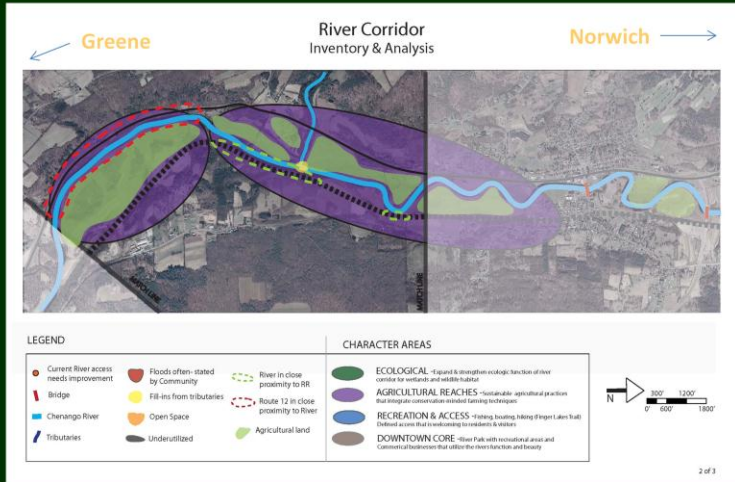 Greene
River Corridor
Inventory & Analysis
Norwich
MATCH LINE
MATCH LINE
LEGEND
Current River access
needs improvement
Bridge
Chenango River
Tributaries
Floods often- stated
by Community
Fill-ins from tributaries
Open Space
Underutilized
River in close
proximity to RR
Route 12 in close
proximity to River
Agricultural land
CHARACTER AREAS
ECOLOGICAL -Expand & strengthen ecologic function of river
corridor for wetlands and wildlife habitat
AGRICULTURAL REACHES -Sustainable agricultural practices
that integrate conservation minded farming techniques
RECREATION & ACCESS -Fishing, boating, hiking (Finger Lakes Trail)
Defined access that is welcoming to residents & visitors
DOWNTOWN CORE -River Park with recreational areas and
Commerical businesses that utilize the rivers function and beauty
N
300' 1200'
0' 600' 1800'
2 of 3